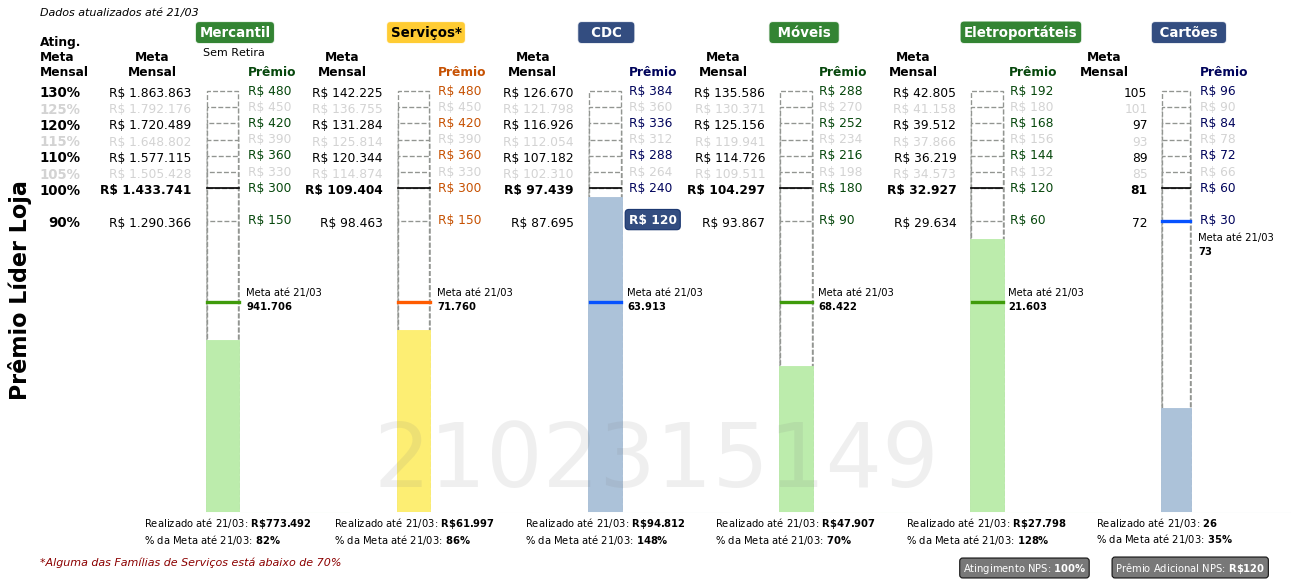 Dados atualizados até 21/03
Mercantil Serviços* CDC Móveis Eletroportáteis Cartões
Sem Retira
Ating. Meta Mensal Meta Mensal Prêmio Meta Mensal Prêmio Meta Mensal Prêmio Meta Mensal Prêmio Meta Mensal Prêmio Meta Mensal Prêmio
130% R$ 1.863.863 R$ 480 R$ 142.225 R$ 480 R$ 126.670 R$ 384 R$ 135.586 R$ 288 R$ 42.805 R$ 192 105 R$ 96
125% R$ 1.792.176 R$ 450 R$ 136.755 R$ 450 R$ 121.798 R$ 360 R$ 130.371 R$ 270 R$ 41.158 R$ 180 101 R$ 90
120% R$ 1.720.489 R$ 420 R$ 131.284 R$ 420 R$ 116.926 R$ 336 R$ 125.156 R$ 252 R$ 39.512 R$ 168 97 R$ 84
115% R$ 1.648.802 R$ 390 R$ 125.814 R$ 390 R$ 112.054 R$ 312 R$ 119.941 R$ 234 R$ 37.866 R$ 156 93 R$ 78
110% R$ 1.577.115 R$ 360 R$ 120.344 R$ 360 R$ 107.182 R$ 288 R$ 114.726 R$ 216 R$ 36.219 R$ 144 89 R$ 72
105% R$ 1.505.428 R$ 330 R$ 114.874 R$ 330 R$ 102.310 R$ 264 R$ 109.511 R$ 198 R$ 34.573 R$ 132 85 R$ 66
100% R$ 1.433.741 R$ 300 R$ 109.404 R$ 300 R$ 97.439 R$ 240 R$ 104.297 R$ 180 R$ 32.927 R$ 120 81 R$ 60
90% R$ 1.290.366 R$ 150 R$ 98.463 R$ 150 R$ 87.695 R$ 120 R$ 93.867 R$ 90 R$ 29.634 R$ 60 72 R$ 30
Meta até 21/03
73
Meta até 21/03 Meta até 21/03 Meta até 21/03 Meta até 21/03 Meta até 21/03
941.706 71.760 63.913 68.422 21.603
Prêmio Líder Loja
2102315149
Realizado até 21/03: R$773.492 Realizado até 21/03: R$61.997 Realizado até 21/03: R$94.812 Realizado até 21/03: R$47.907 Realizado até 21/03: R$27.798 Realizado até 21/03: 26
% da Meta até 21/03: 82% % da Meta até 21/03: 86% % da Meta até 21/03: 148% % da Meta até 21/03: 70% % da Meta até 21/03: 128% % da Meta até 21/03: 35%
*Alguma das Famílias de Serviços está abaixo de 70%
Atingimento NPS: 100% Prêmio Adicional NPS: R$120